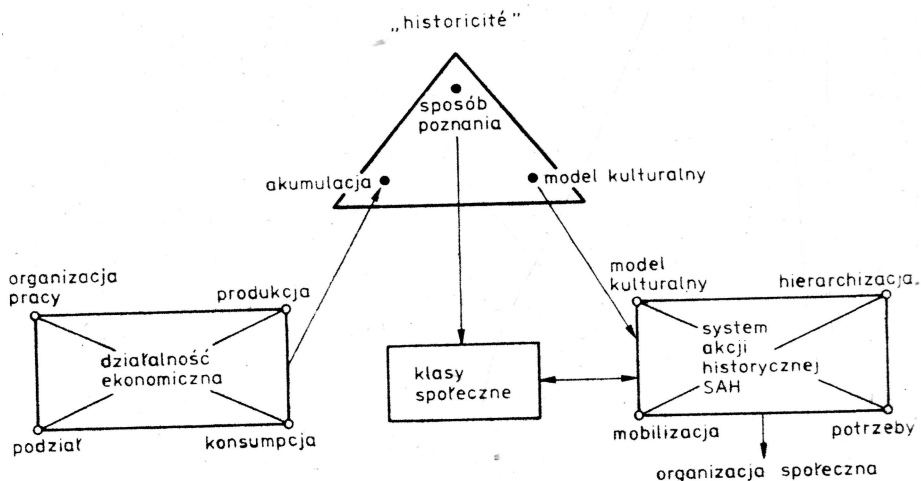 „historicité”
sposób
poznania
akumulacja
model kulturalny
organizacja
pracy
produkcja
działalność
ekonomiczna
podział
konsumpcja
klasy
społeczne
model
kulturalny
hierarchizacja
system
akcji
historycznej
SAH
mobilizacja
potrzeby
organizacja społeczna